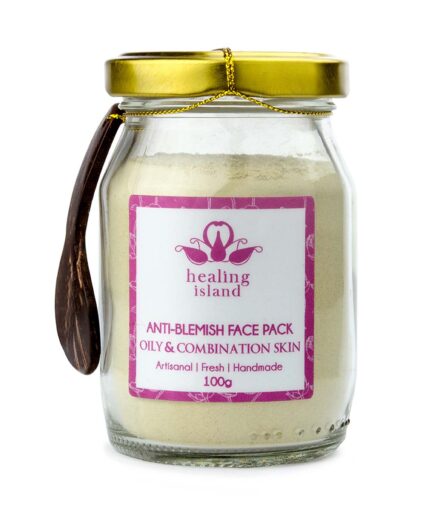 healing
island
ANTI-BLEMISH FACE PACK
OILY & COMBINATION SKIN
Artisanal | Fresh | Handmade
100g